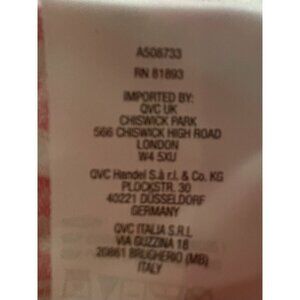 A508733
RN 81893
IMPORTED BY:
QVC UK
CHISWICK PARK
566 CHISWICK HIGH ROAD
LONDON
W4 5XU
QVC Handel S.à r.l. & Co. KG
PLOCKSTR. 30
40221 DÜSSELDORF
GERMANY
QVC ITALIA S.R.L
VIA GUZZINA 18
20861 BRUGHERIO (MB)
ITALY